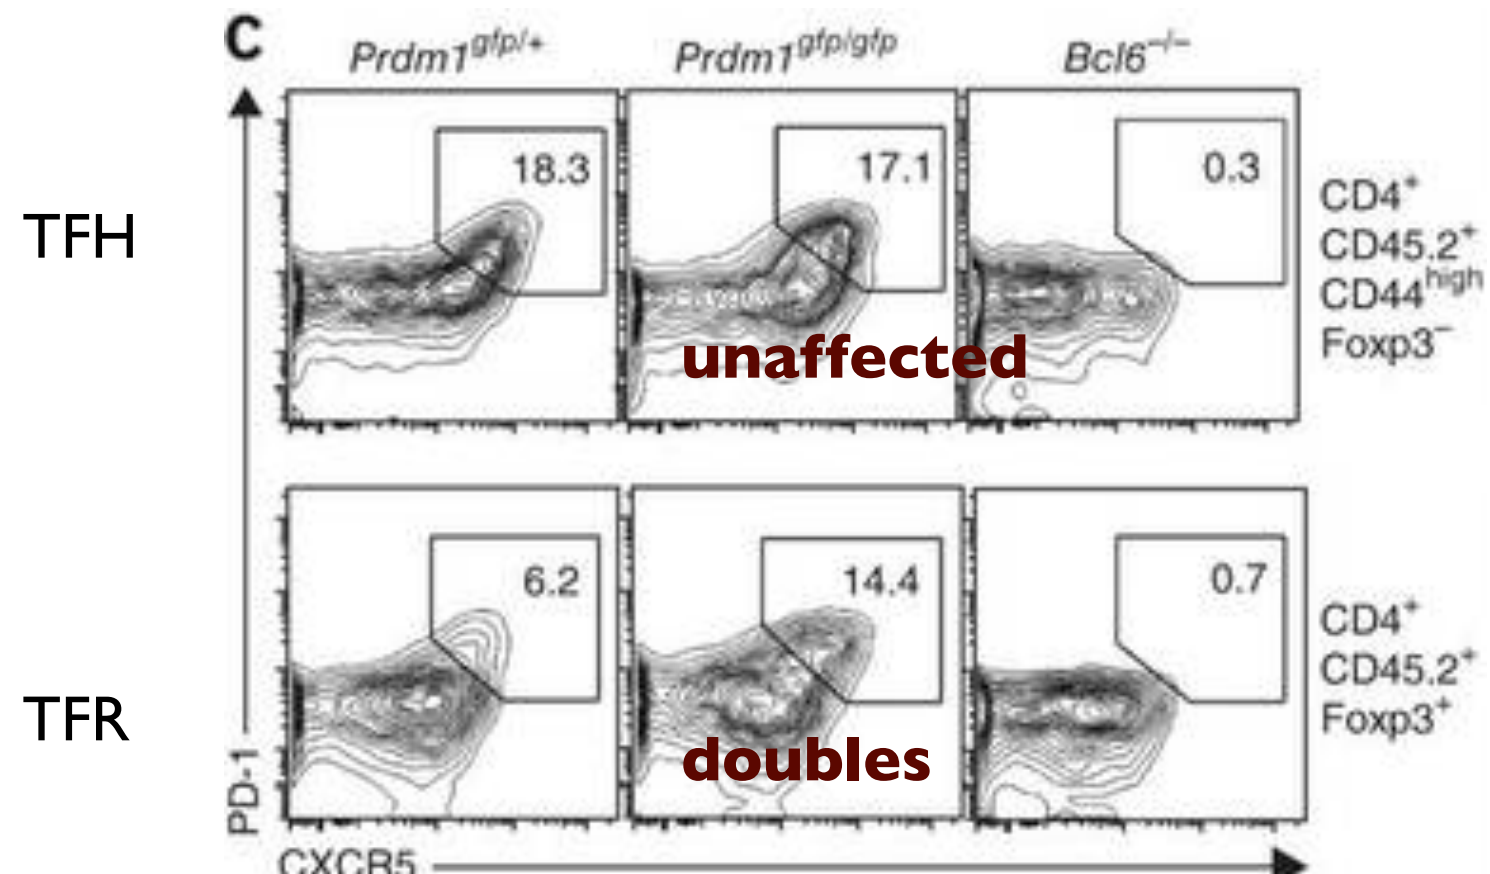 C
Prdm1gfp/+ Prdm1gfp/gfp Bcl6–/–
18.3 17.1 0.3
TFH
CD4+
CD45.2+
CD44high
Foxp3–
unaffected
6.2 14.4 0.7
TFR
CD4+
CD45.2+
Foxp3+
doubles
PD-1
CXCR5